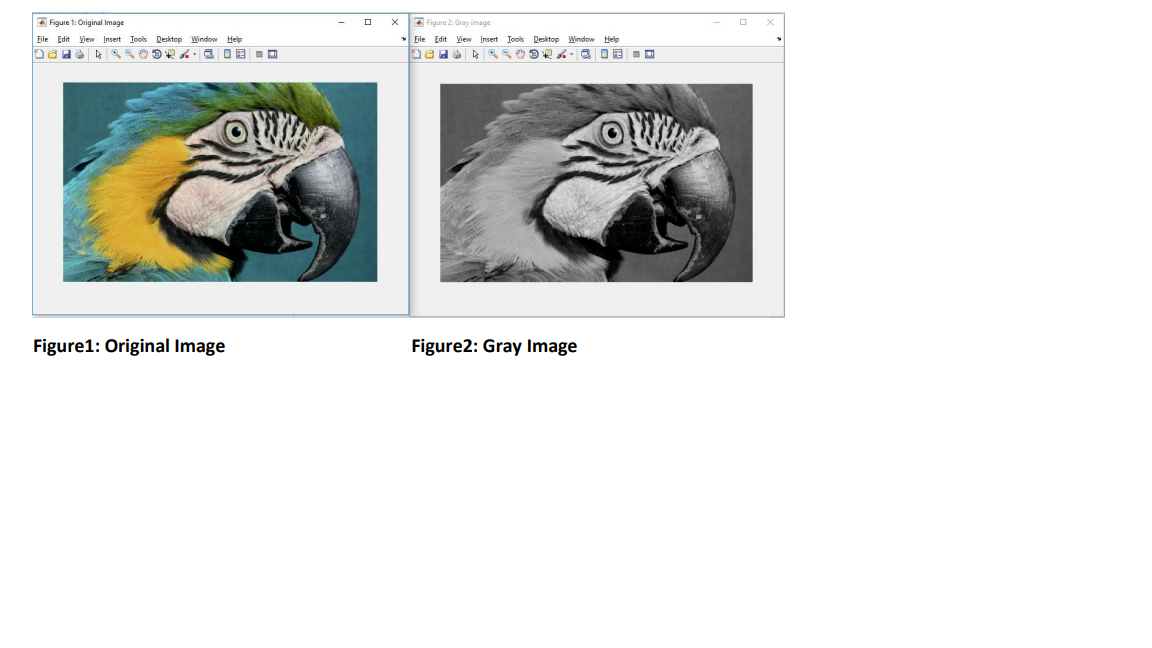 Figure 1: Original Image
File Edit View Insert Tools Desktop Window Help
Figure 2: Gray image
File Edit View Insert Tools Desktop Window Help
Figure1: Original Image
Figure2: Gray Image